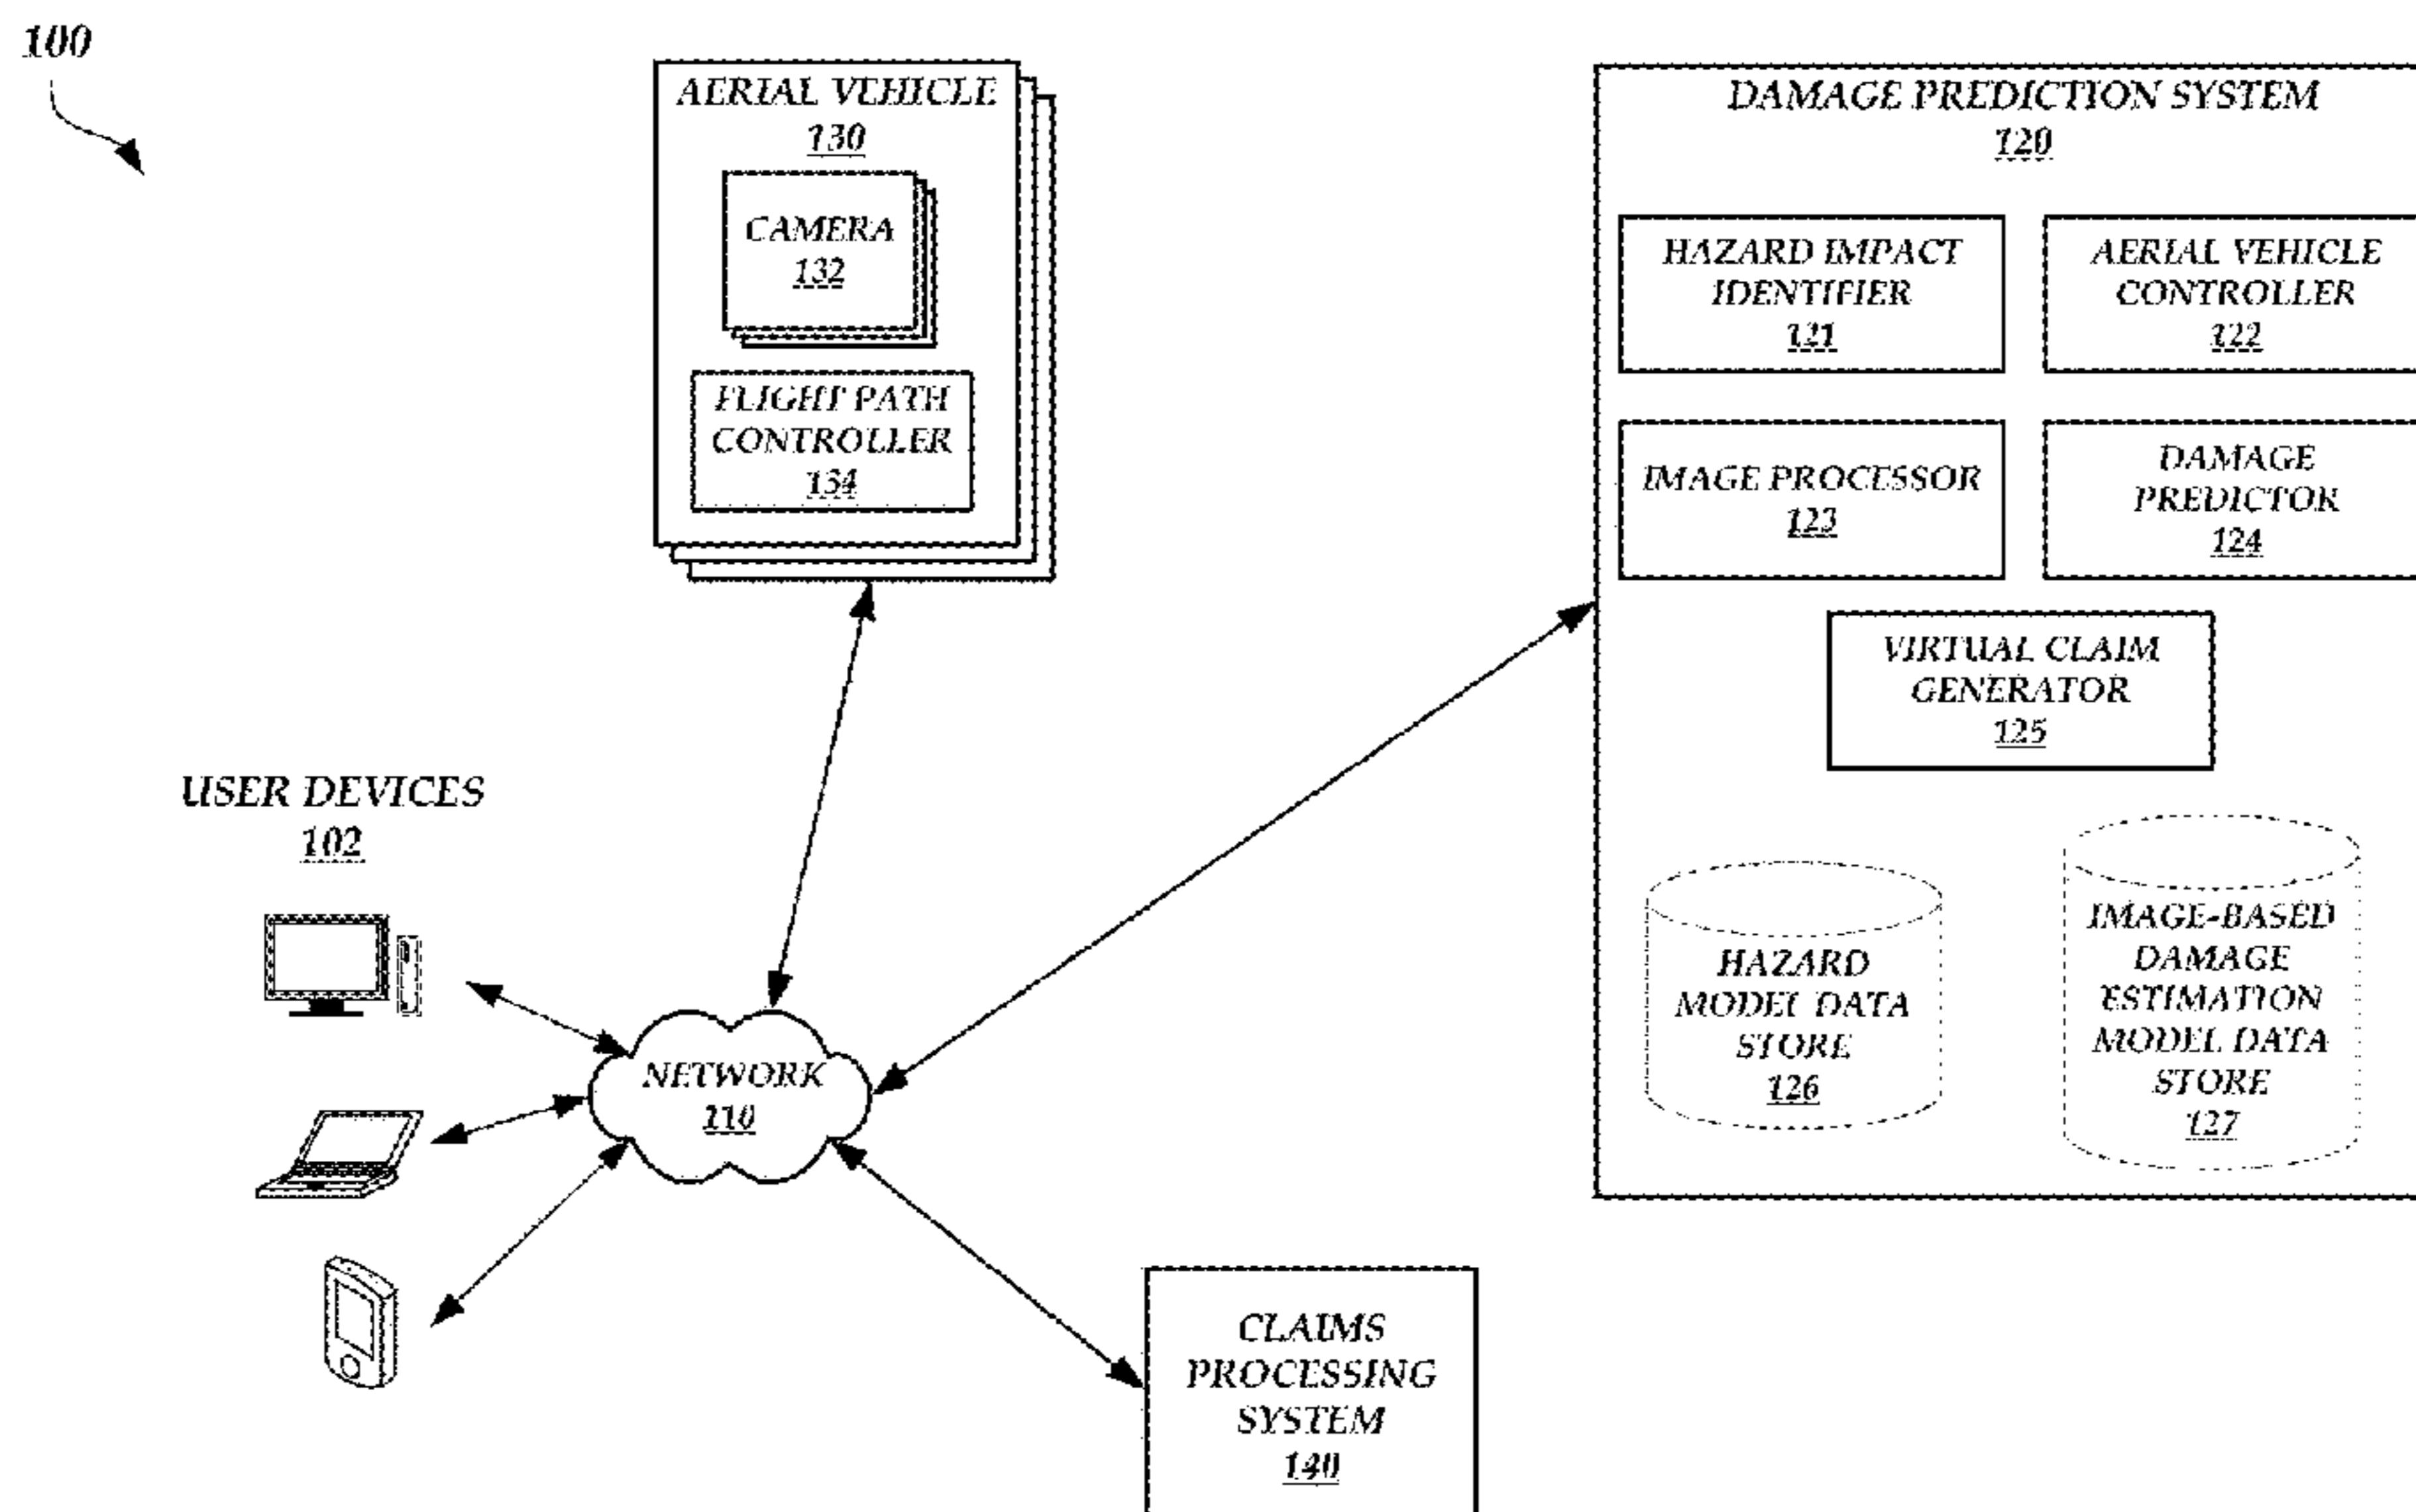 100
AERIAL VEHICLE
130
CAMERA
132
FLIGHT PATH
CONTROLLER
134
DAMAGE PREDICTION SYSTEM
120
HAZARD IMPACT
IDENTIFIER
121
AERIAL VEHICLE
CONTROLLER
122
IMAGE PROCESSOR
123
DAMAGE
PREDICTOR
124
VIRTUAL CLAIM
GENERATOR
125
HAZARD
MODEL DATA
STORE
126
IMAGE-BASED
DAMAGE
ESTIMATION
MODEL DATA
STORE
127
USER DEVICES
102
NETWORK
110
CLAIMS
PROCESSING
SYSTEM
140